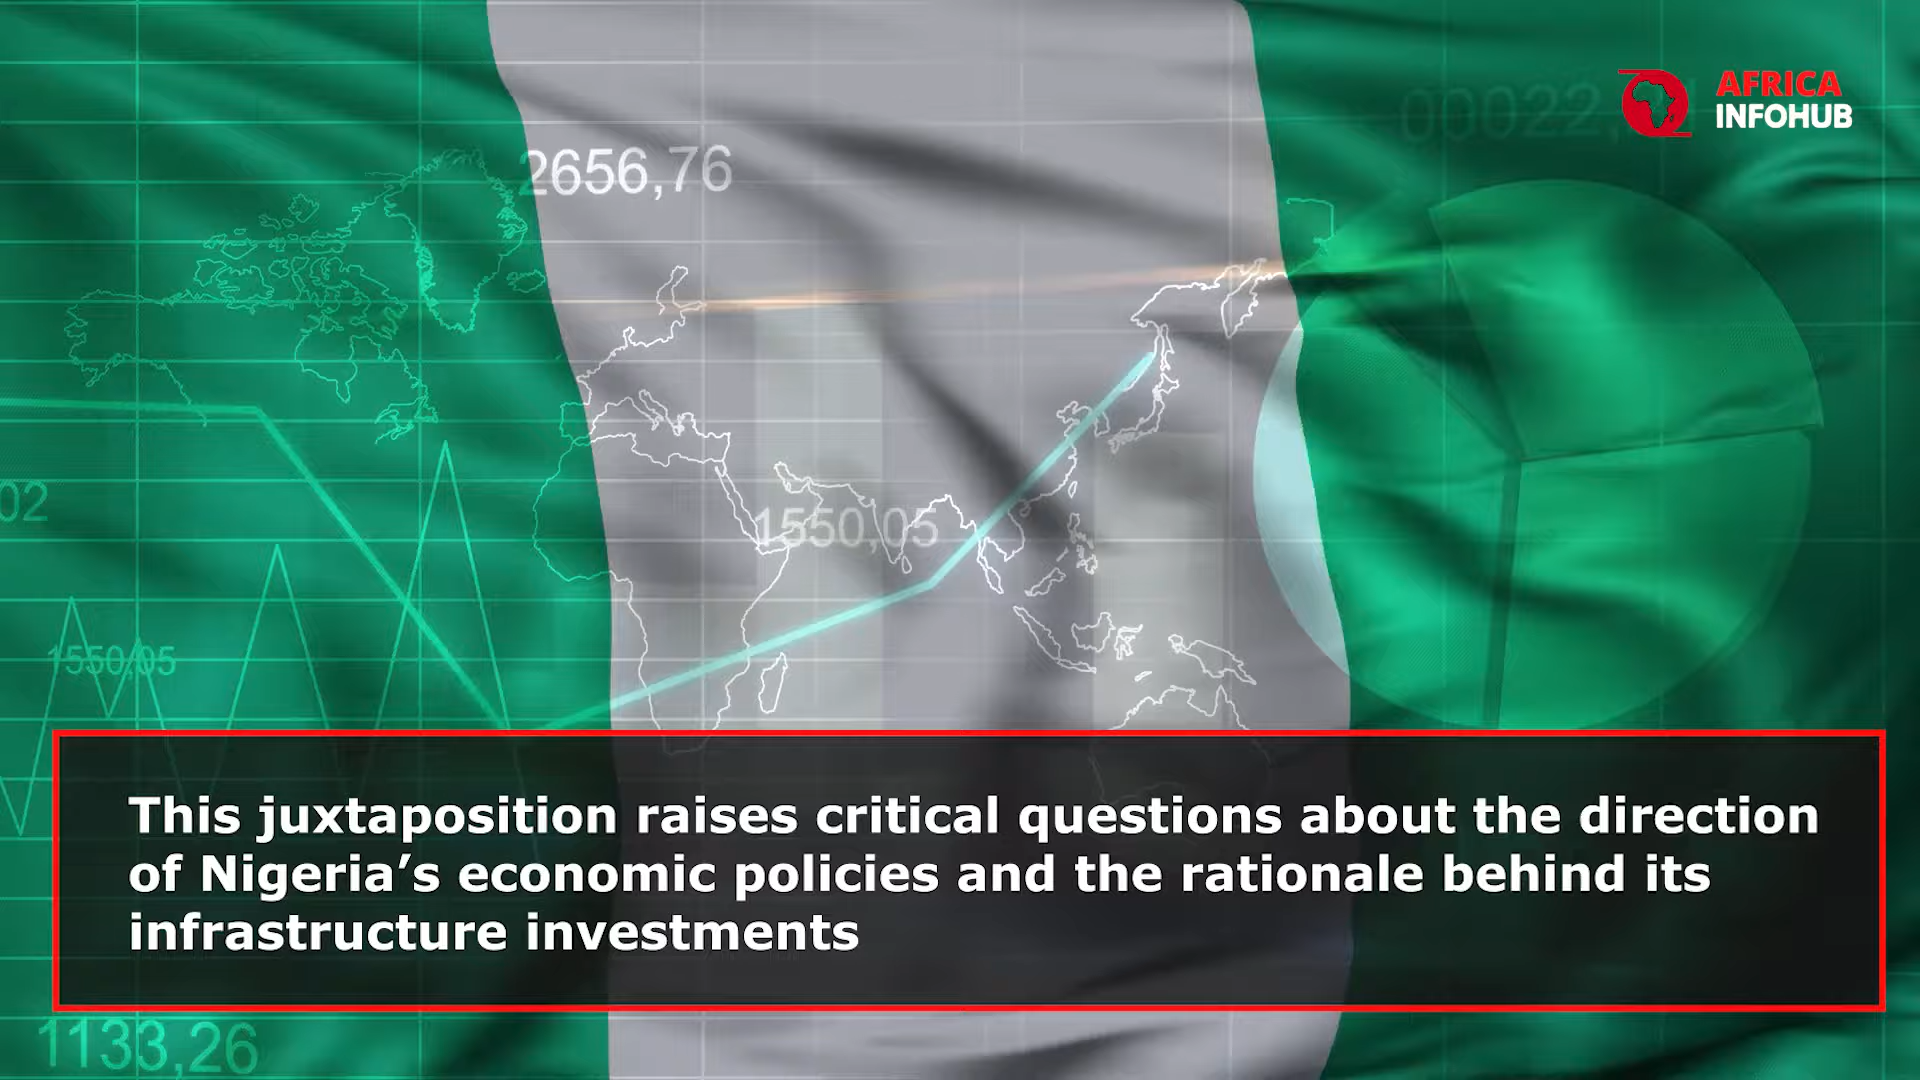 AFRICA
INFOHUB
00022,
2656,76
02
1550,05
1550,05
This juxtaposition raises critical questions about the direction
of Nigeria’s economic policies and the rationale behind its
infrastructure investments
1133,26